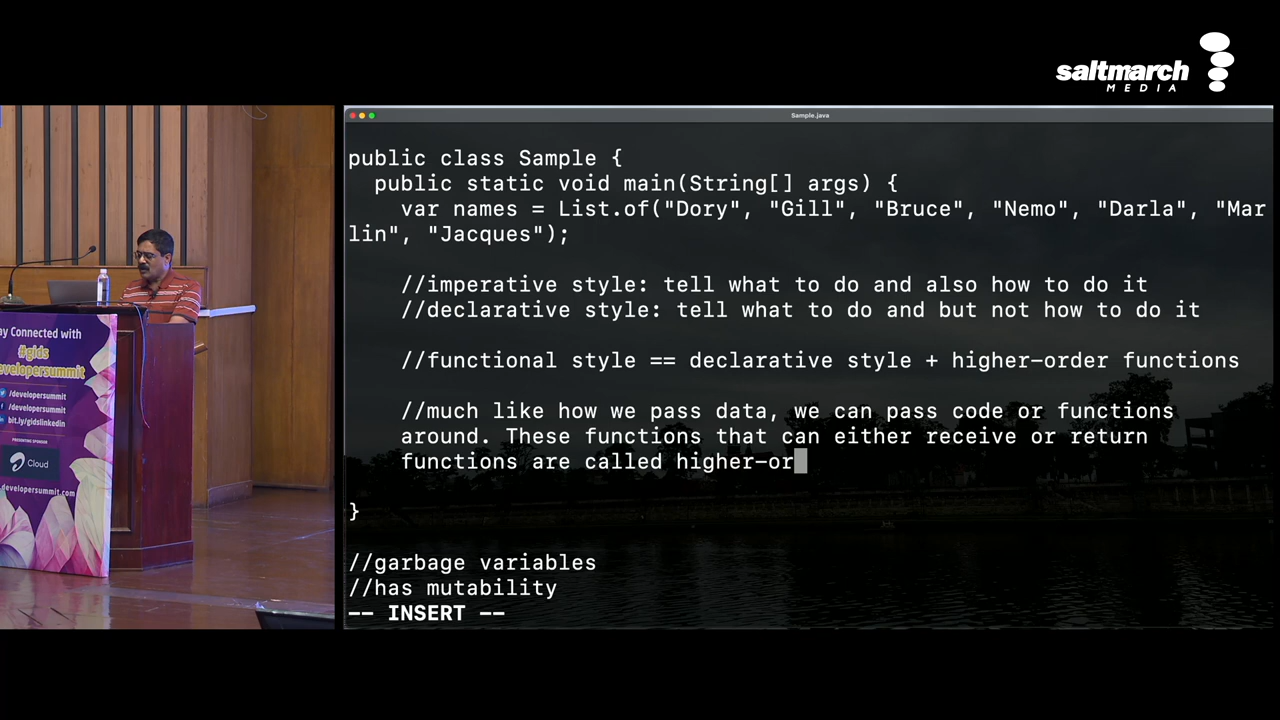 saltmarch
MEDIA
Sample.java
public class Sample {
public static void main(String[] args) {
var names = List.of("Dory", "Gill", "Bruce", "Nemo", "Darla", "Mar
lin", "Jacques");
//imperative style: tell what to do and also how to do it
//declarative style: tell what to do and but not how to do it
//functional style == declarative style + higher-order functions
//much like how we pass data, we can pass code or functions
around. These functions that can either receive or return
functions are called higher-or
}
//garbage variables
//has mutability
-- INSERT --
ay Connected with
#gids
evelopersummit
/developersummit
/developersummit
bit.ly/gidslinkedin
PRESENTING SPONSOR
Cloud
developersummit.com